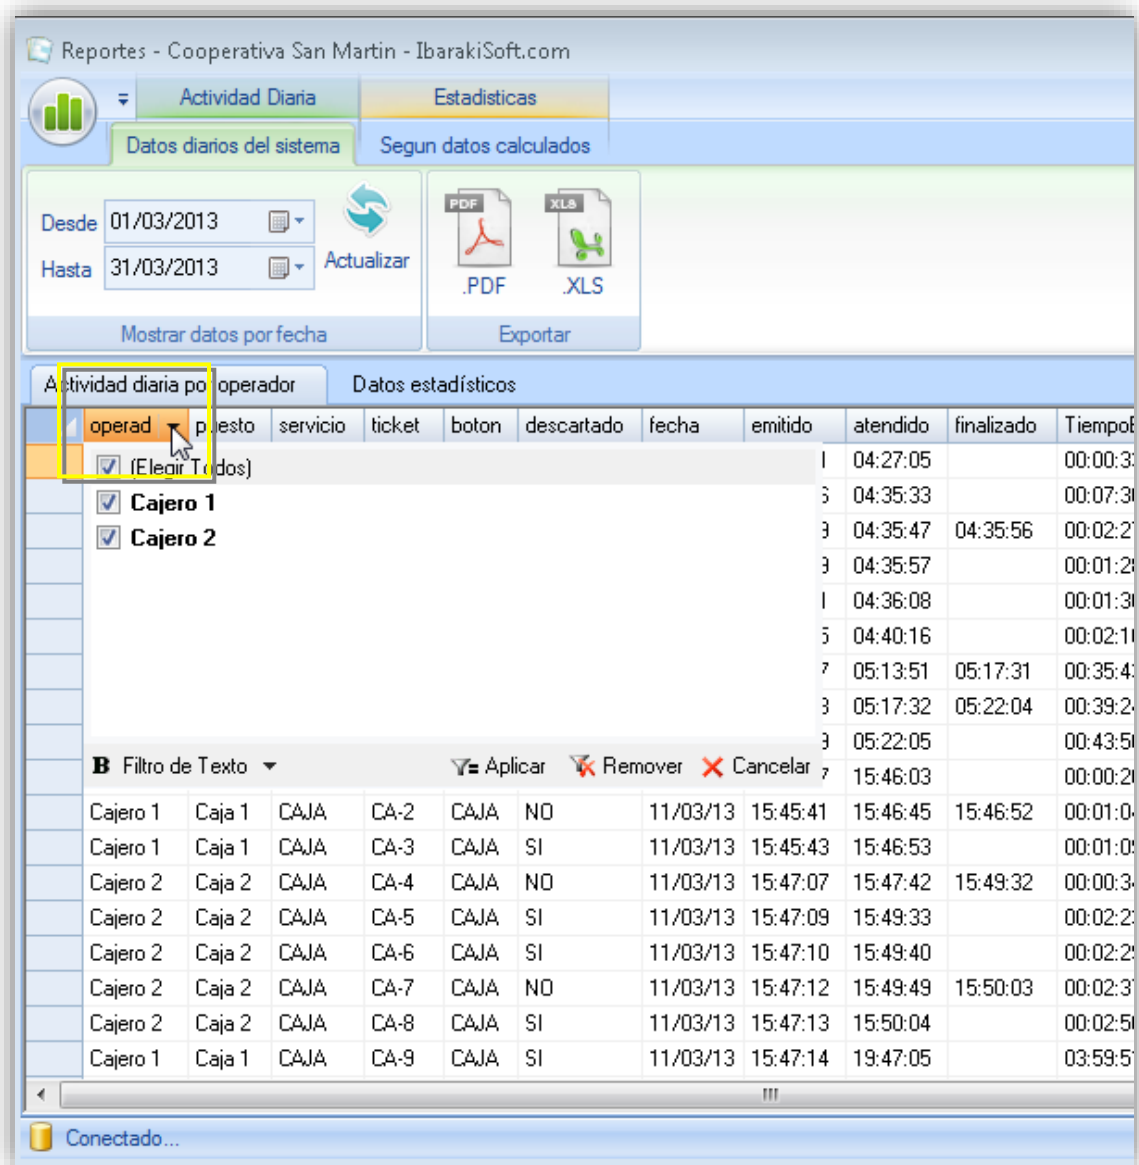 Reportes - Cooperativa San Martin - IbarakiSoft.com
Actividad Diaria Estadisticas
Datos diarios del sistema Segun datos calculados
PDF XLS
Desde 01/03/2013
Actualizar
Hasta 31/03/2013
.PDF .XLS
Mostrar datos por fecha Exportar
Actividad diaria por operador Datos estadísticos
operad puesto servicio ticket boton descartado fecha emitido atendido finalizado
(Elegir Todos) 04:27:05
Cajero 1 04:35:33
Cajero 2 04:35:47 04:35:56
04:35:57
04:36:08
04:40:16
05:13:51 05:17:31
05:17:32 05:22:04
05:22:05
B Filtro de Texto Aplicar Remover Cancelar
15:46:03
Cajero 1 Caja 1 CAJA CA-2 CAJA NO 11/03/13 15:45:41 15:46:45 15:46:52
Cajero 1 Caja 1 CAJA CA-3 CAJA SI 11/03/13 15:45:43 15:46:53
Cajero 2 Caja 2 CAJA CA-4 CAJA NO 11/03/13 15:47:07 15:47:42 15:49:32
Cajero 2 Caja 2 CAJA CA-5 CAJA SI 11/03/13 15:47:09 15:49:33
Cajero 2 Caja 2 CAJA CA-6 CAJA SI 11/03/13 15:47:10 15:49:40
Cajero 2 Caja 2 CAJA CA-7 CAJA NO 11/03/13 15:47:12 15:49:49 15:50:03
Cajero 2 Caja 2 CAJA CA-8 CAJA SI 11/03/13 15:47:13 15:50:04
Cajero 1 Caja 1 CAJA CA-9 CAJA SI 11/03/13 15:47:14 19:47:05
Conectado...